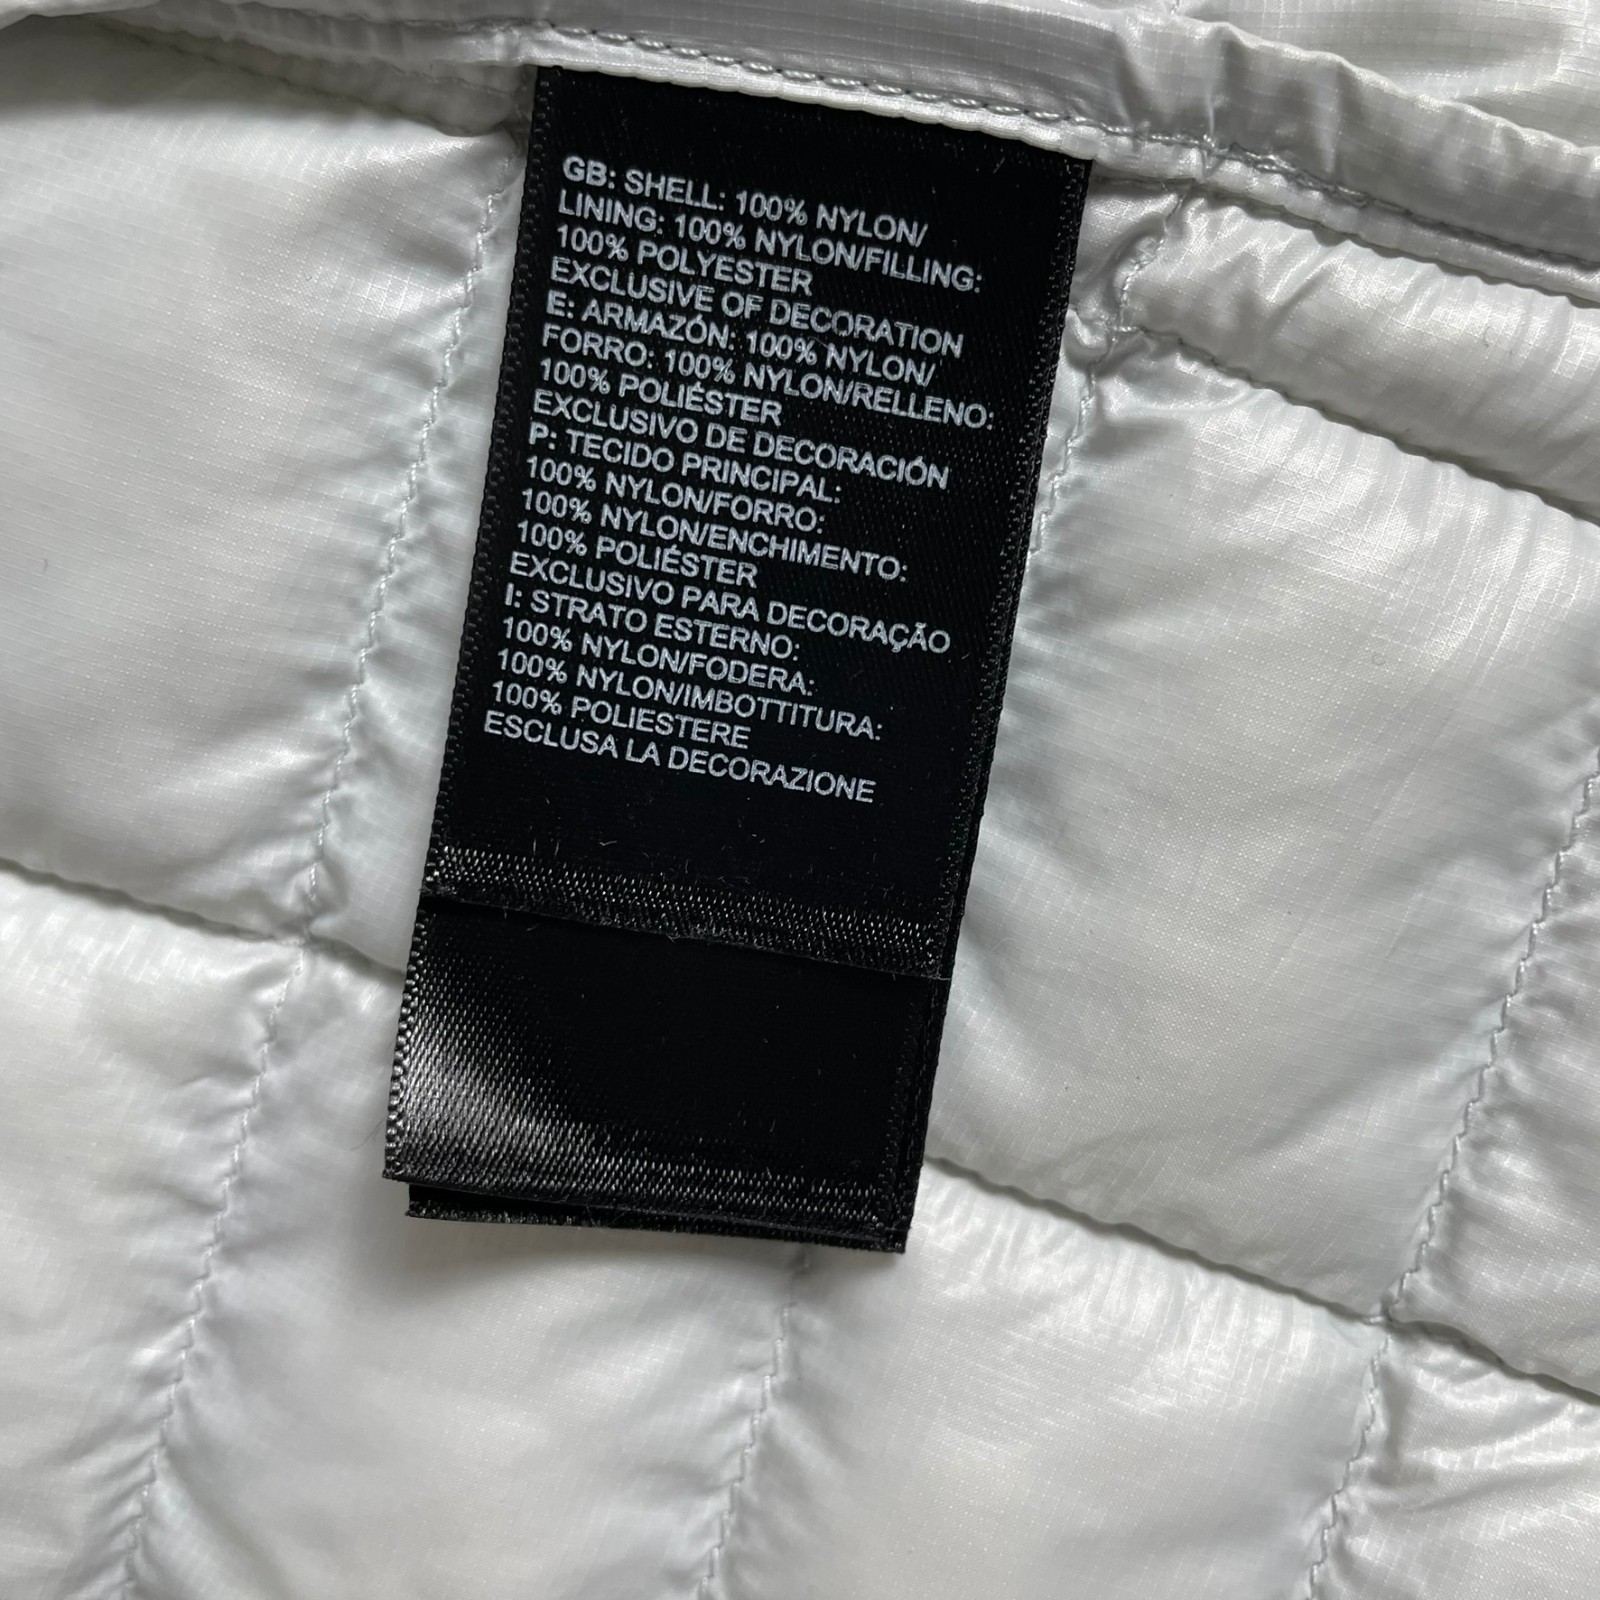 GB: SHELL: 100% NYLON/
LINING: 100% NYLON/FILLING:
100% POLYESTER
EXCLUSIVE OF DECORATION
E: ARMAZÓN: 100% NYLON/
FORRO: 100% NYLON/RELLENO:
100% POLIÉSTER
EXCLUSIVO DE DECORACIÓN
P: TECIDO PRINCIPAL:
100% NYLON/FORRO:
100% NYLON/ENCHIMENTO:
100% POLIÉSTER
EXCLUSIVO PARA DECORAÇÃO
I: STRATO ESTERNO:
100% NYLON/FODERA:
100% NYLON/IMBOTTITURA:
100% POLIESTERE
ESCLUSA LA DECORAZIONE